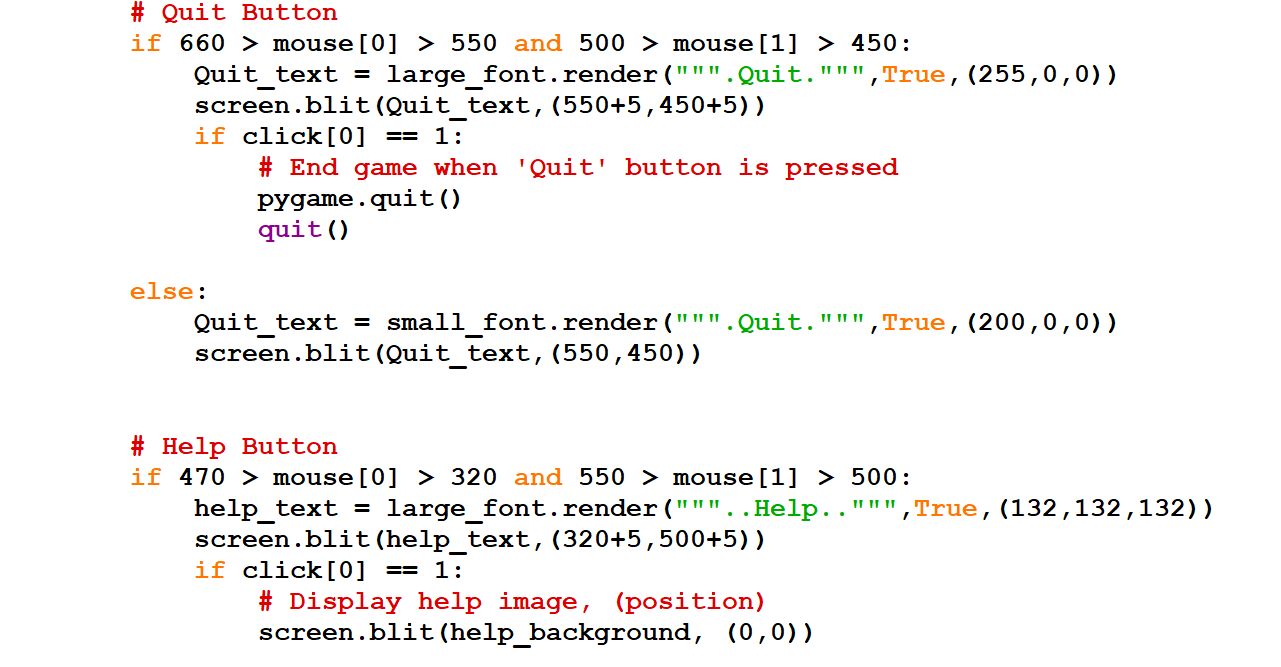 # Quit Button
if 660 > mouse[0] > 550 and 500 > mouse[1] > 450:
    Quit_text = large_font.render(""".Quit.""",True,(255,0,0))
    screen.blit(Quit_text,(550+5,450+5))
    if click[0] == 1:
        # End game when 'Quit' button is pressed
        pygame.quit()
        quit()

else:
    Quit_text = small_font.render(""".Quit.""",True,(200,0,0))
    screen.blit(Quit_text,(550,450))


# Help Button
if 470 > mouse[0] > 320 and 550 > mouse[1] > 500:
    help_text = large_font.render("""..Help..""",True,(132,132,132))
    screen.blit(help_text,(320+5,500+5))
    if click[0] == 1:
        # Display help image, (position)
        screen.blit(help_background, (0,0))